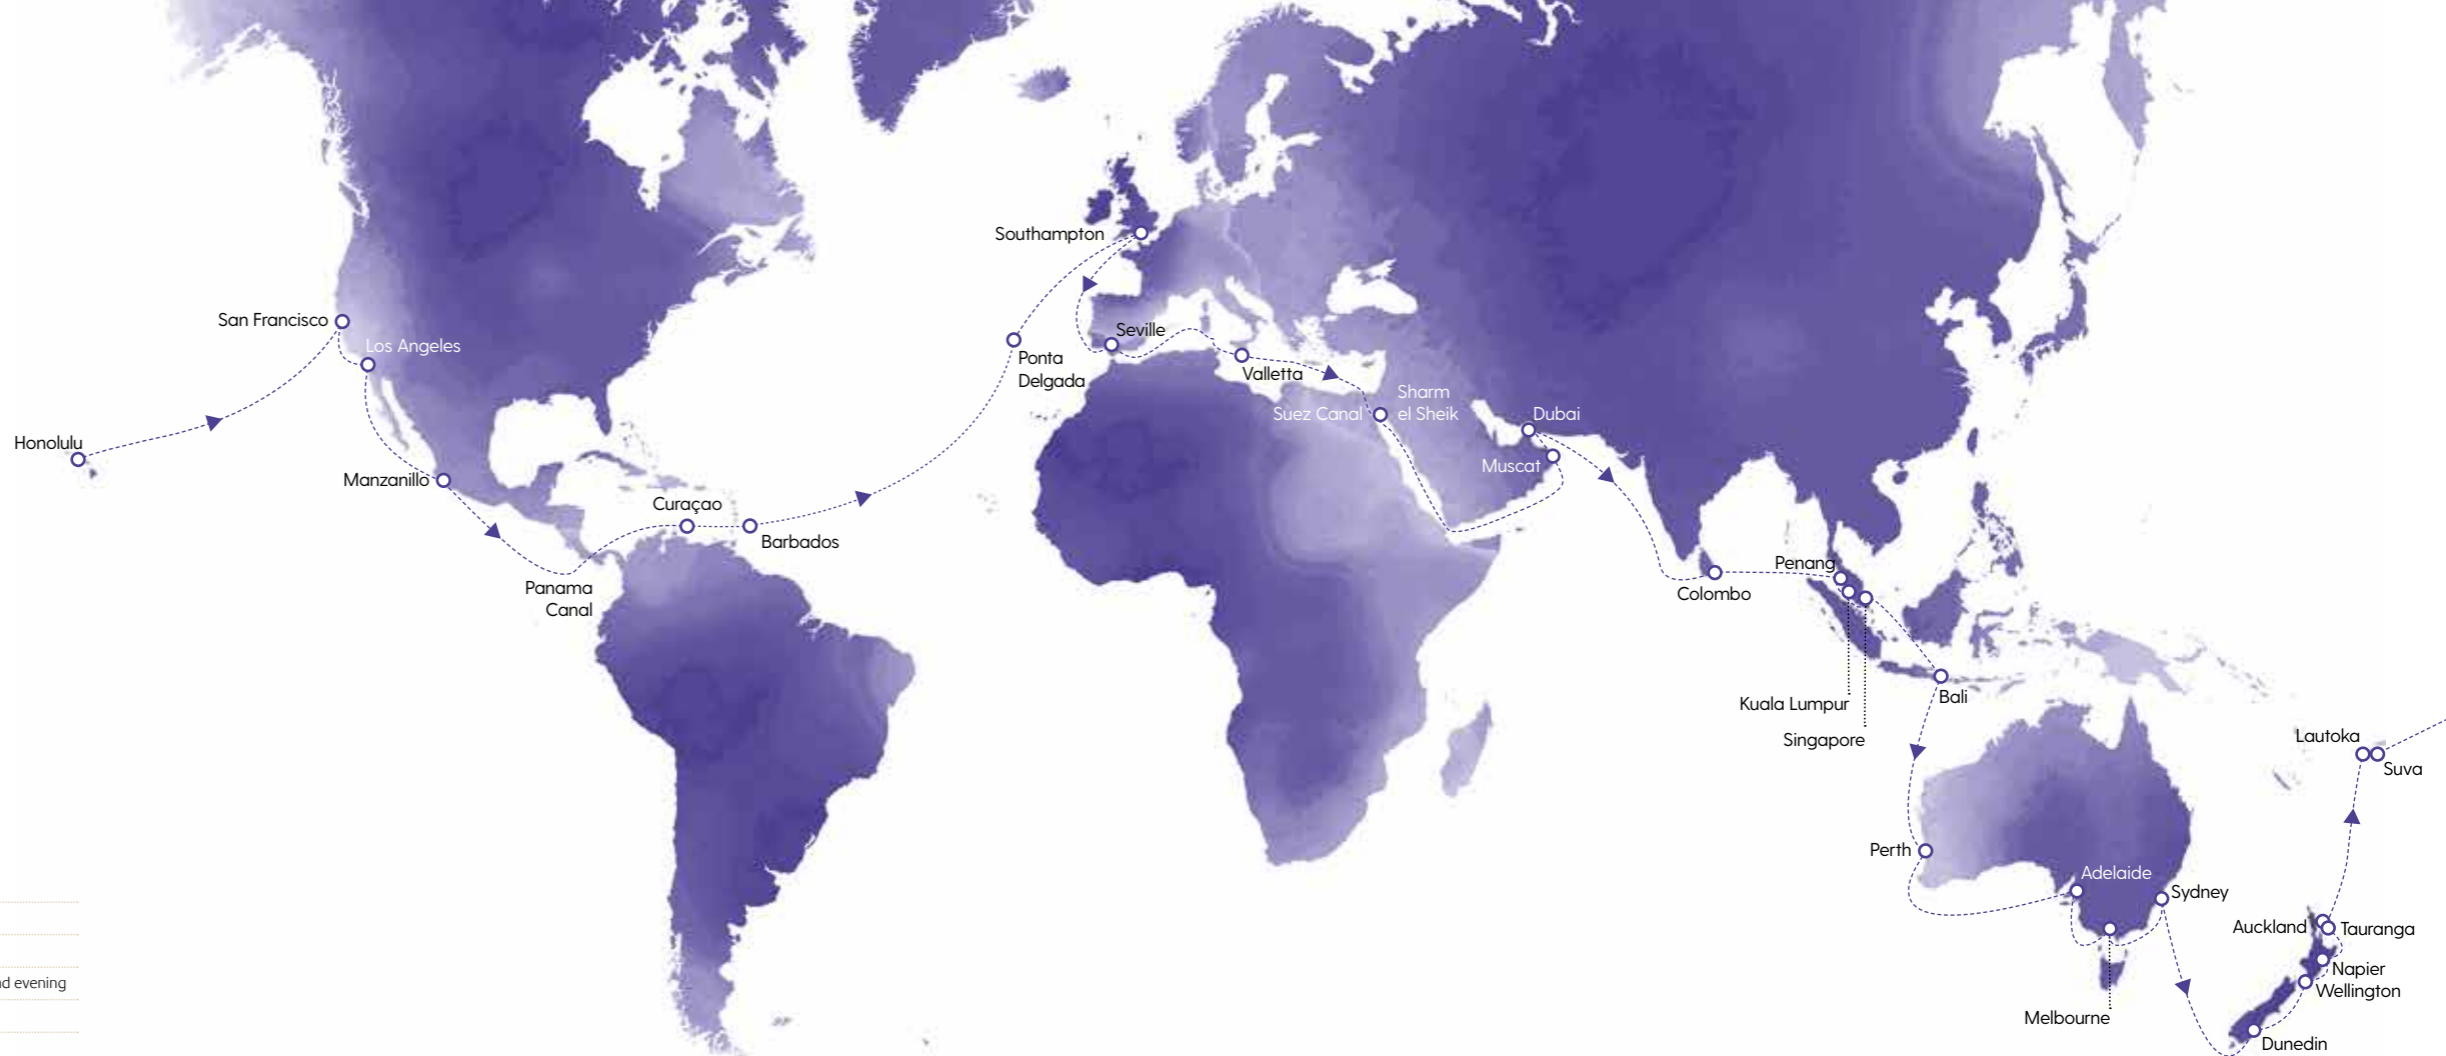 Southampton
San Francisco
Seville
Los Angeles
Ponta
Delgada
Valletta
Sharm
el Sheik
Suez Canal
Dubai
Honolulu
Muscat
Manzanillo
Curaçao
Barbados
Penang
Panama
Canal
Colombo
Bali
Kuala Lumpur
Singapore
Lautoka
Suva
Perth
Adelaide
Sydney
Auckland
Tauranga
Napier
Wellington
Melbourne
Dunedin
evening